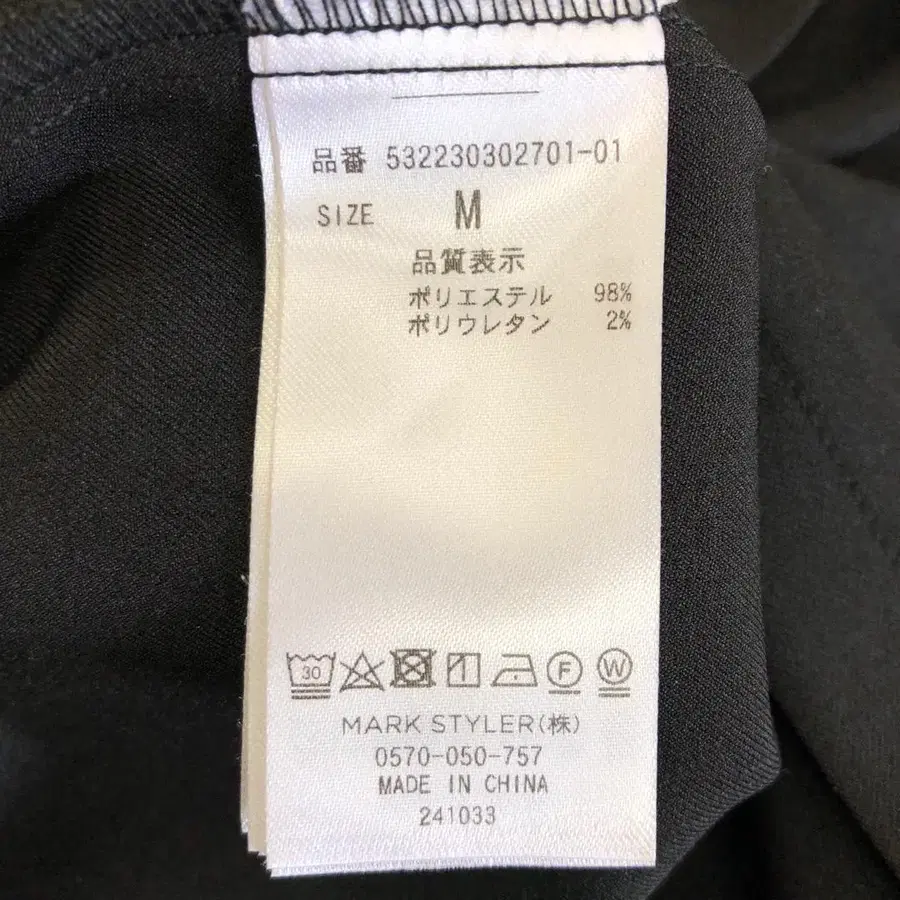 品番 532230302701-01
SIZE M
品質表示
ポリエステル 98%
ポリウレタン 2%
30 F W
MARK STYLER(株)
0570-050-757
MADE IN CHINA
241033